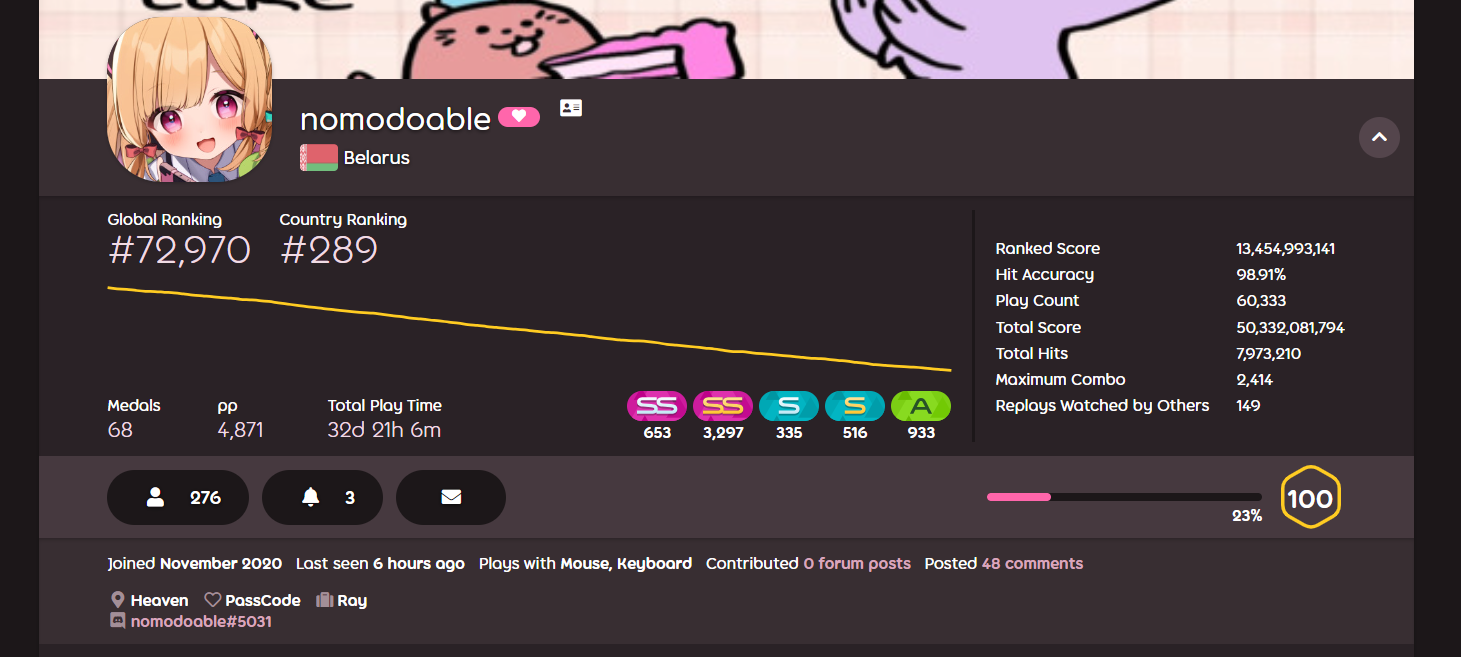 nomodoable
Belarus
Global Ranking Country Ranking
#72,970 #289
Medals pp Total Play Time
68 4,871 32d 21h 6m
SS SS S S A
653 3,297 335 516 933
Ranked Score 13,454,993,141
Hit Accuracy 98.91%
Play Count 60,333
Total Score 50,332,081,794
Total Hits 7,973,210
Maximum Combo 2,414
Replays Watched by Others 149
276 3
23% 100
Joined November 2020 Last seen 6 hours ago Plays with Mouse, Keyboard Contributed 0 forum posts Posted 48 comments
Heaven PassCode Ray
nomodoable#5031